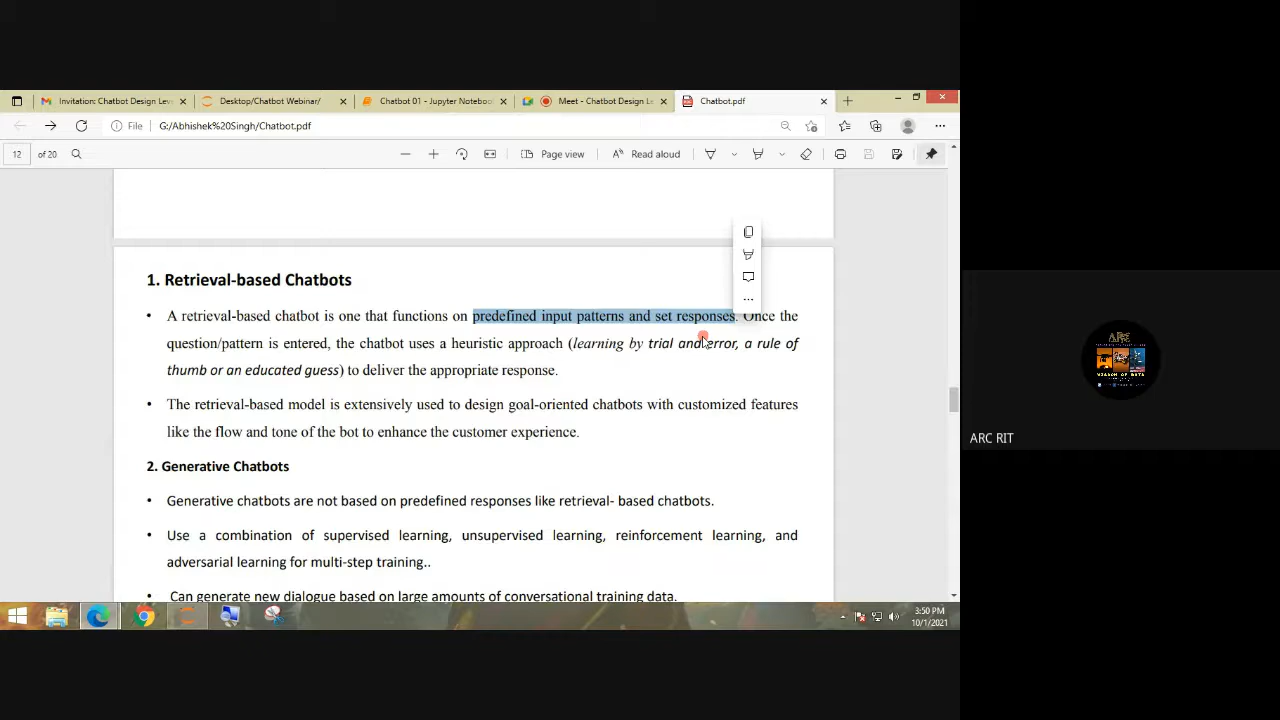 Invitation: Chatbot Design Leve
Desktop/Chatbot Webinar/
Chatbot 01 - Jupyter Notebook
Meet - Chatbot Design Le
Chatbot.pdf
File
G:/Abhishek%20Singh/Chatbot.pdf
12 of 20
Page view
Read aloud
1. Retrieval-based Chatbots
• A retrieval-based chatbot is one that functions on predefined input patterns and set responses. Once the
question/pattern is entered, the chatbot uses a heuristic approach (learning by trial and error, a rule of
thumb or an educated guess) to deliver the appropriate response.
• The retrieval-based model is extensively used to design goal-oriented chatbots with customized features
like the flow and tone of the bot to enhance the customer experience.
2. Generative Chatbots
• Generative chatbots are not based on predefined responses like retrieval- based chatbots.
• Use a combination of supervised learning, unsupervised learning, reinforcement learning, and
adversarial learning for multi-step training..
• Can generate new dialogue based on large amounts of conversational training data.
3:50 PM
10/1/2021
ARC
WISDOM OF DATA
ARC RIT